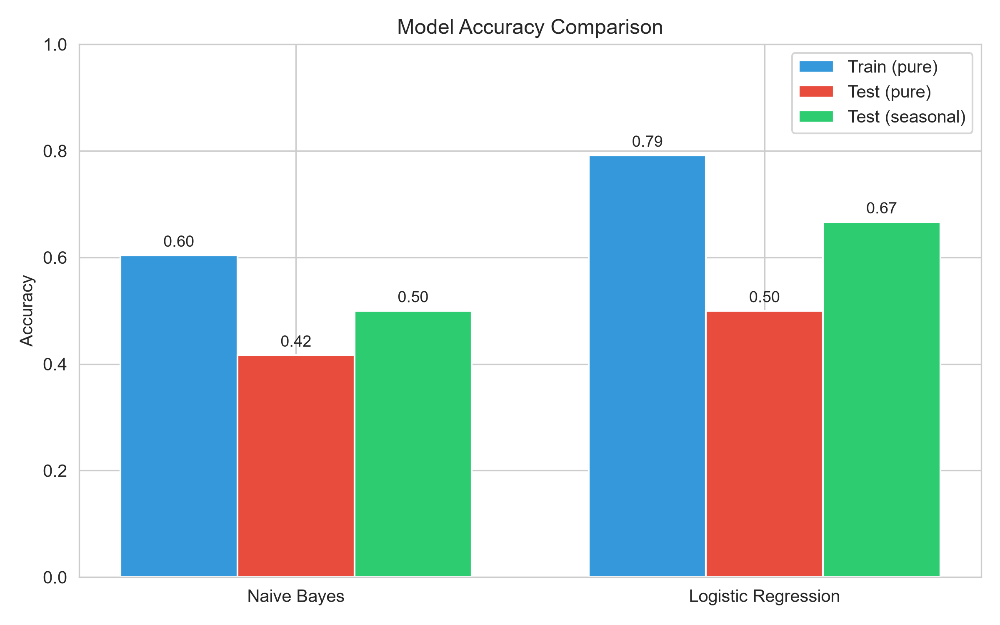 Model Accuracy Comparison
1.0
0.8
0.6
0.4
0.2
0.0
Accuracy
Train (pure)
Test (pure)
Test (seasonal)
0.60
0.42
0.50
0.79
0.50
0.67
Naive Bayes
Logistic Regression